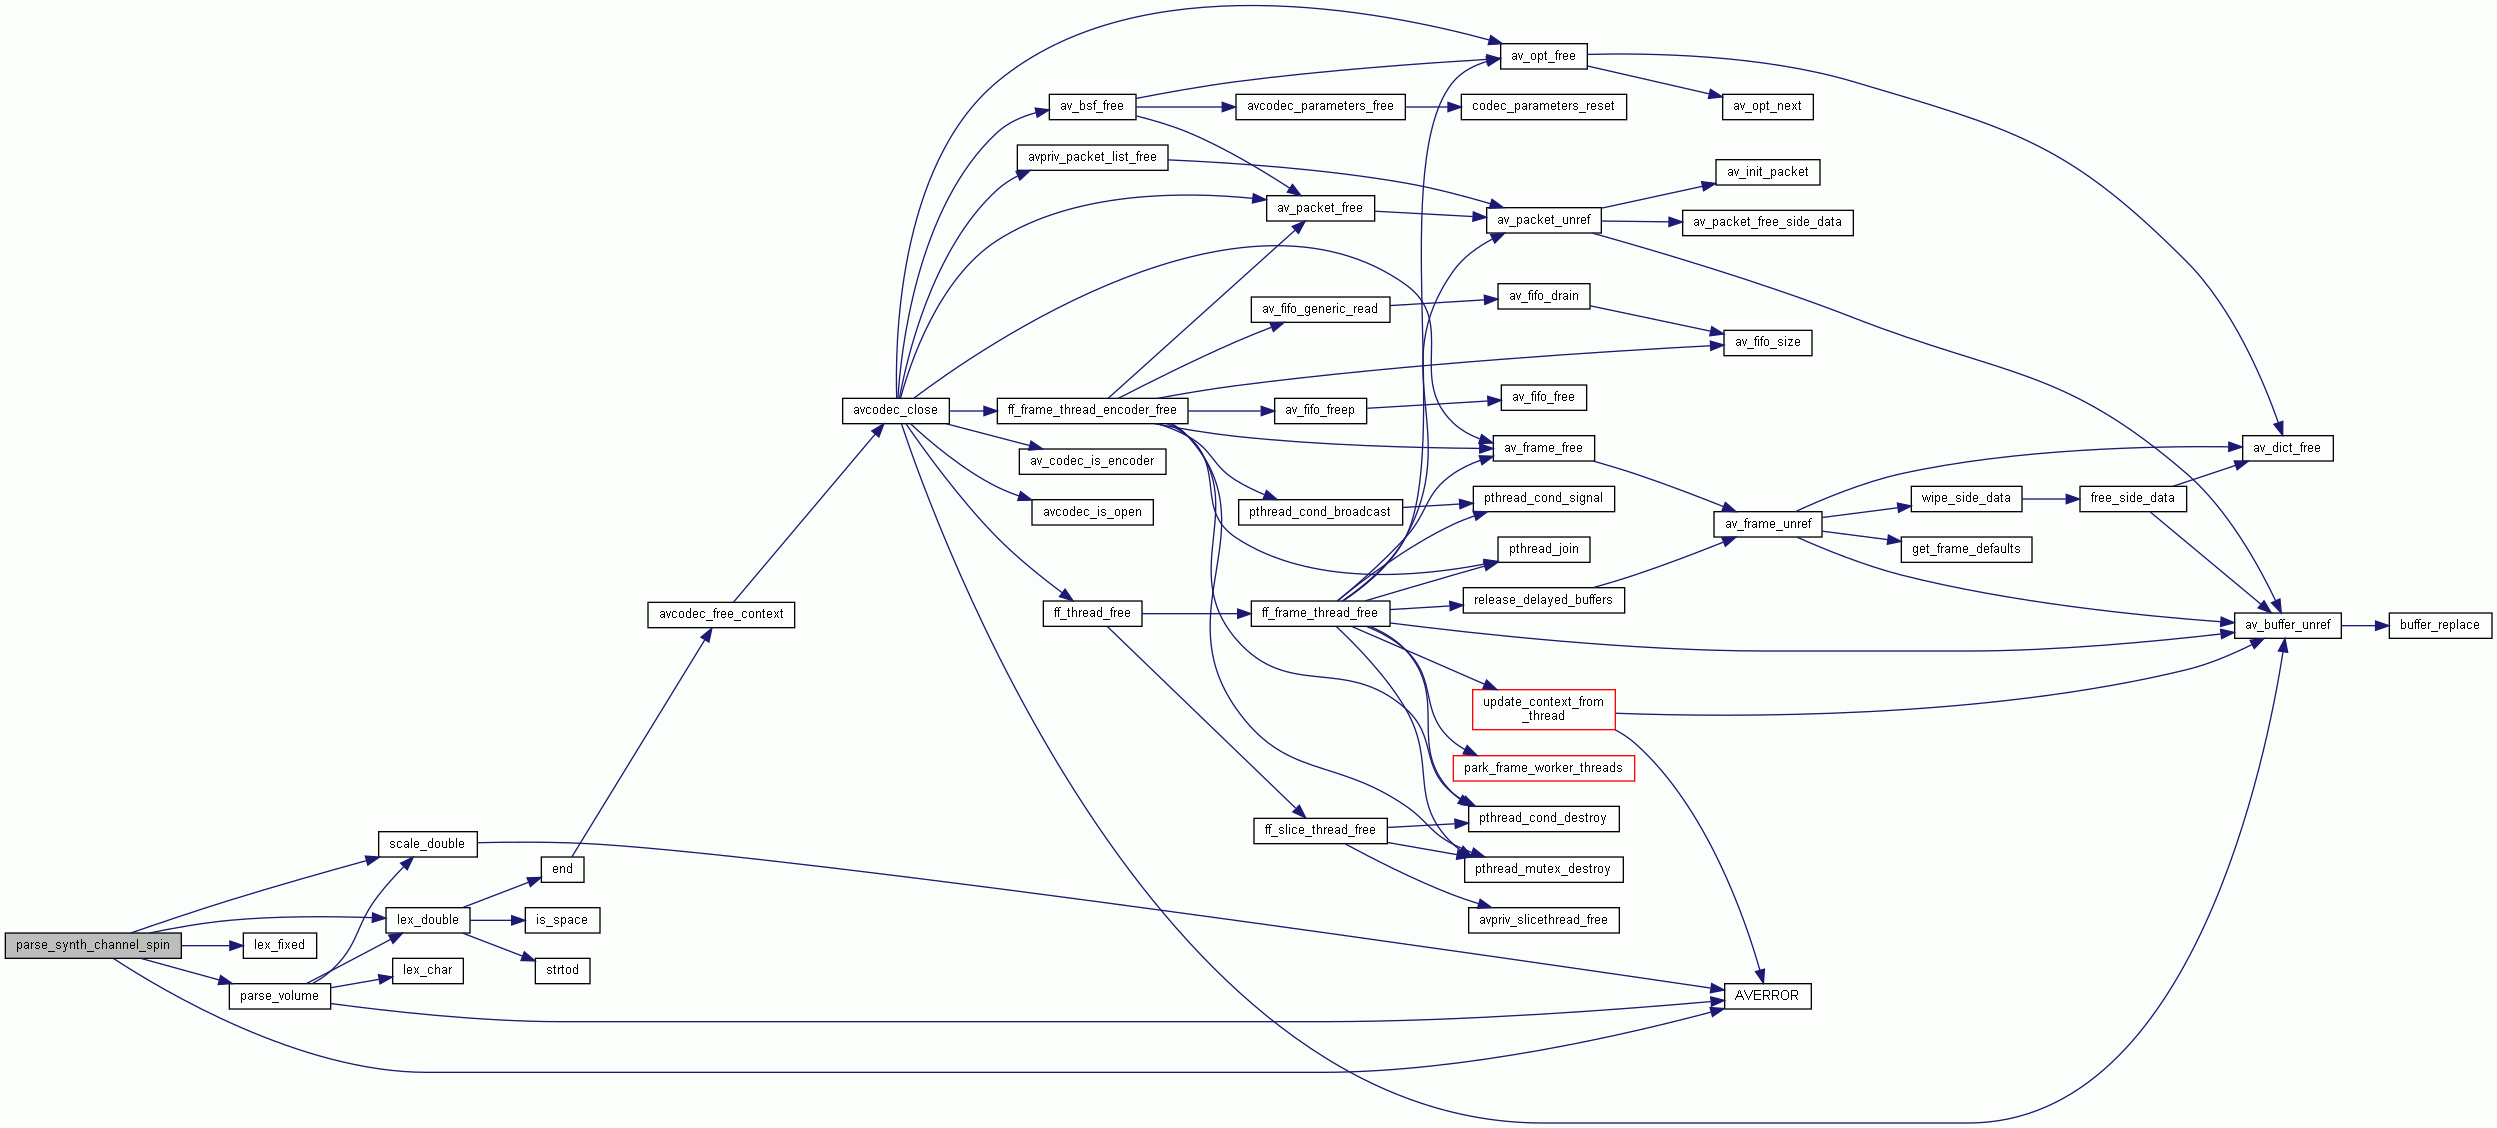 av_opt_free
av_bsf_free
avcodec_parameters_free
codec_parameters_reset
av_opt_next
avpriv_packet_list_free
av_init_packet
av_packet_free
av_packet_unref
av_packet_free_side_data
av_fifo_generic_read
av_fifo_drain
av_fifo_size
avcodec_close
ff_frame_thread_encoder_free
av_fifo_freep
av_fifo_free
av_codec_is_encoder
av_frame_free
av_dict_free
avcodec_is_open
pthread_cond_broadcast
pthread_cond_signal
av_frame_unref
wipe_side_data
free_side_data
pthread_join
get_frame_defaults
avcodec_free_context
ff_thread_free
ff_frame_thread_free
release_delayed_buffers
av_buffer_unref
buffer_replace
update_context_from
_thread
park_frame_worker_threads
pthread_cond_destroy
scale_double
end
ff_slice_thread_free
pthread_mutex_destroy
lex_double
is_space
avpriv_slicethread_free
parse_synth_channel_spin
lex_fixed
lex_char
strtod
parse_volume
AVERROR